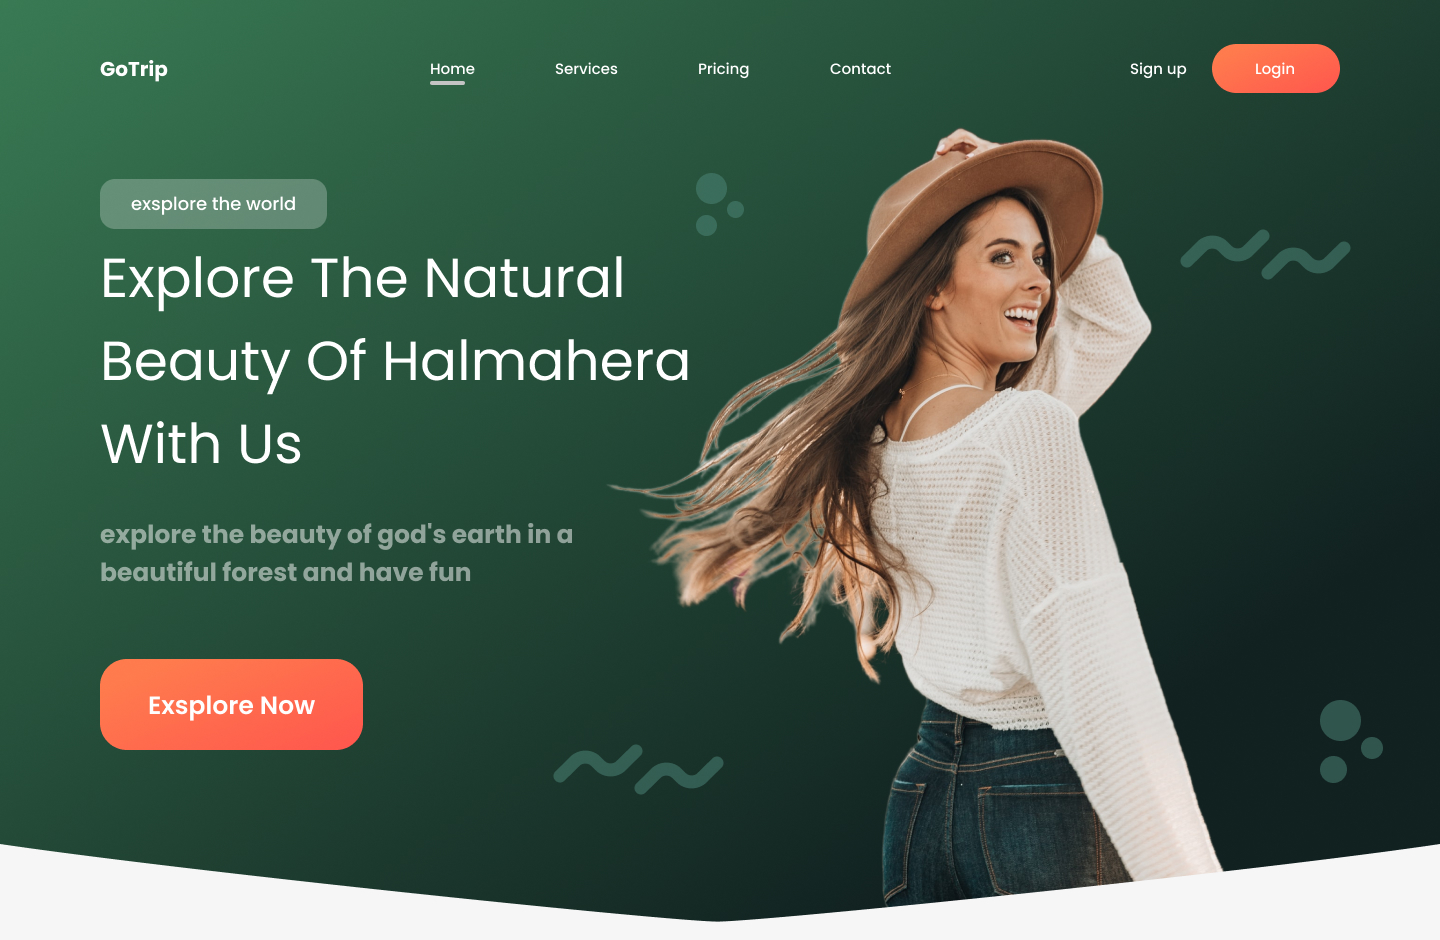 GoTrip
Home
Services
Pricing
Contact
Sign up
Login
exsplore the world
Explore The Natural
Beauty Of Halmahera
With Us
explore the beauty of god's earth in a
beautiful forest and have fun
Exsplore Now